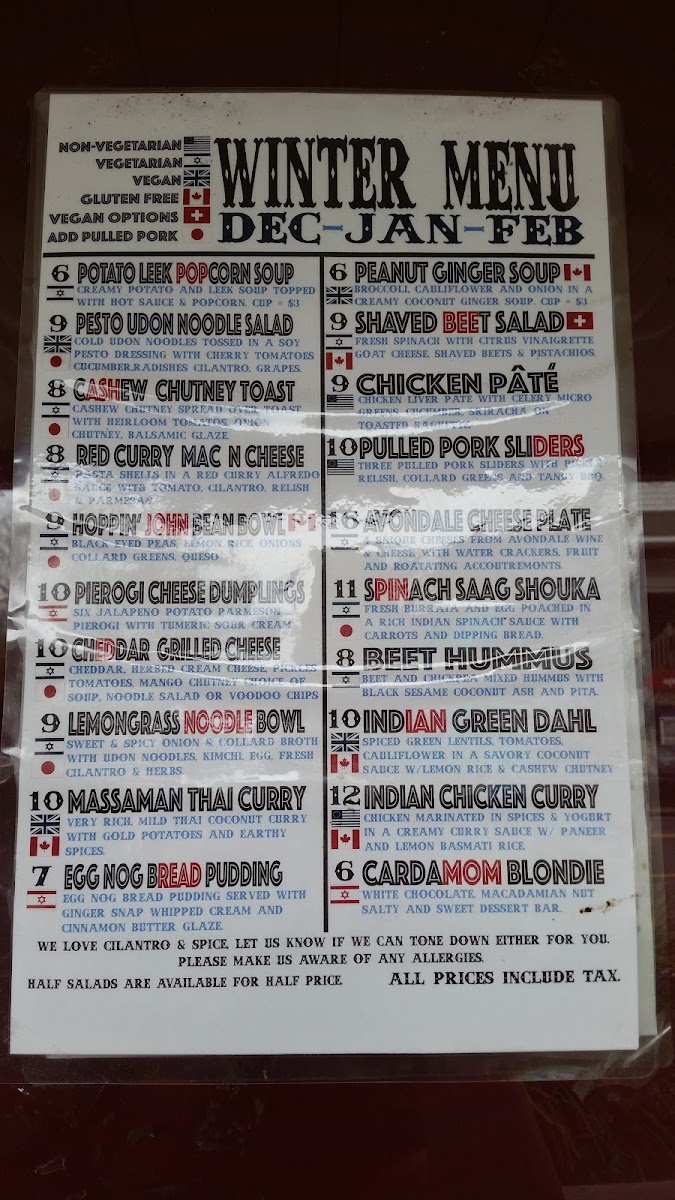 NON-VEGETARIAN
VEGETARIAN
VEGAN
GLUTEN FREE
VEGAN OPTIONS
ADD PULLED PORK
WINTER MENU
DEC-JAN-FEB
6 POTATO LEEK POPCORN SOUP
CREAMY POTATO AND LEEK SOUP TOPPED
WITH HOT SAUCE & POPCORN. CUP = $3
9 PESTO UDON NOODLE SALAD
COLD UDON NOODLES TOSSED IN A SOY
PESTO DRESSING WITH CHERRY TOMATOES
CUCUMBER,RADISHES CILANTRO, GRAPES.
8 CASHEW CHUTNEY TOAST
CASHEW CHUTNEY SPREAD OVER TOAST
WITH HEIRLOOM TOMATOS, ONION
CHUTNEY, BALSAMIC GLAZE.
8 RED CURRY MAC N CHEESE
PASTA SHELLS IN A RED CURRY ALFREDO
SAUCE WITH TOMATO, CILANTRO, RELISH
& PARMESAN.
9 HOPPIN' JOHN BEAN BOWL
BLACK EYED PEAS, LEMON RICE ONIONS
COLLARD GREENS, QUESO
10 PIEROGI CHEESE DUMPLINGS
SIX JALAPENO POTATO PARMESON
PIEROGI WITH TUMERIC SOUR CREAM
10 CHEDDAR GRILLED CHEESE
CHEDDAR, HERBED CREAM CHEESE, PICKLES
TOMATOES, MANGO CHUTNEY CHOICE OF
SOUP, NOODLE SALAD OR VOODOO CHIPS
9 LEMONGRASS NOODLE BOWL
SWEET & SPICY ONION & COLLARD BROTH
WITH UDON NOODLES, KIMCHI, EGG, FRESH
CILANTRO & HERBS
10 MASSAMAN THAI CURRY
VERY RICH, MILD THAI COCONUT CURRY
WITH GOLD POTATOES AND EARTHY
SPICES.
7 EGG NOG BREAD PUDDING
EGG NOG BREAD PUDDING SERVED WITH
GINGER SNAP WHIPPED CREAM AND
CINNAMON BUTTER GLAZE
6 PEANUT GINGER SOUP
BROCCOLI, CAULIFLOWER AND ONION IN A
CREAMY COCONUT GINGER SOUP. CUP = $3
9 SHAVED BEET SALAD
FRESH SPINACH WITH CITRUS VINAIGRETTE
GOAT CHEESE, SHAVED BEETS & PISTACHIOS.
9 CHICKEN PÂTÉ
CHICKEN LIVER PATE WITH CELERY MICRO
GREENS, CUCUMBER, SRIRACHA ON
TOASTED BAGUETTE
10 PULLED PORK SLIDERS
THREE PULLED PORK SLIDERS WITH PICKLE
RELISH, COLLARD GREENS AND TANGY BBQ.
16 AVONDALE CHEESE PLATE
4 UNIQUE CHEESES FROM AVONDALE WINE
& CHEESE WITH WATER CRACKERS, FRUIT
AND ROATATING ACCOUTREMONTS.
11 SPINACH SAAG SHOUKA
FRESH BURRATA AND EGG POACHED IN
A RICH INDIAN SPINACH SAUCE WITH
CARROTS AND DIPPING BREAD.
8 BEET HUMMUS
BEET AND CHICKPEA MIXED HUMMUS WITH
BLACK SESAME COCONUT ASH AND PITA.
10 INDIAN GREEN DAHL
SPICED GREEN LENTILS, TOMATOES,
CAULIFLOWER IN A SAVORY COCONUT
SAUCE W/LEMON RICE & CASHEW CHUTNEY
12 INDIAN CHICKEN CURRY
CHICKEN MARINATED IN SPICES & YOGURT
IN A CREAMY CURRY SAUCE W/ PANEER
AND LEMON BASMATI RICE.
6 CARDAMOM BLONDIE
WHITE CHOCOLATE, MACADAMIAN NUT
SALTY AND SWEET DESSERT BAR.
WE LOVE CILANTRO & SPICE, LET US KNOW IF WE CAN TONE DOWN EITHER FOR YOU.
PLEASE MAKE US AWARE OF ANY ALLERGIES.
HALF SALADS ARE AVAILABLE FOR HALF PRICE. ALL PRICES INCLUDE TAX.